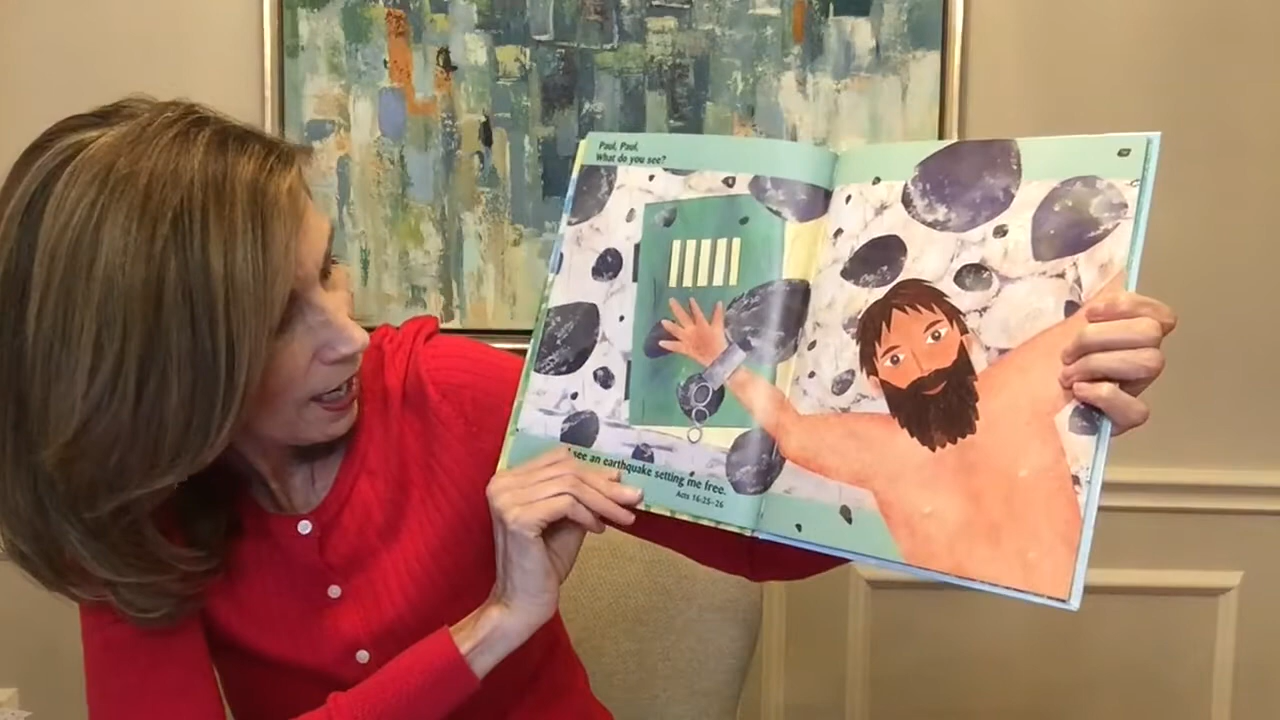 Paul, Paul,
What do you see?
see an earthquake setting me free.
Acts 16:25-26